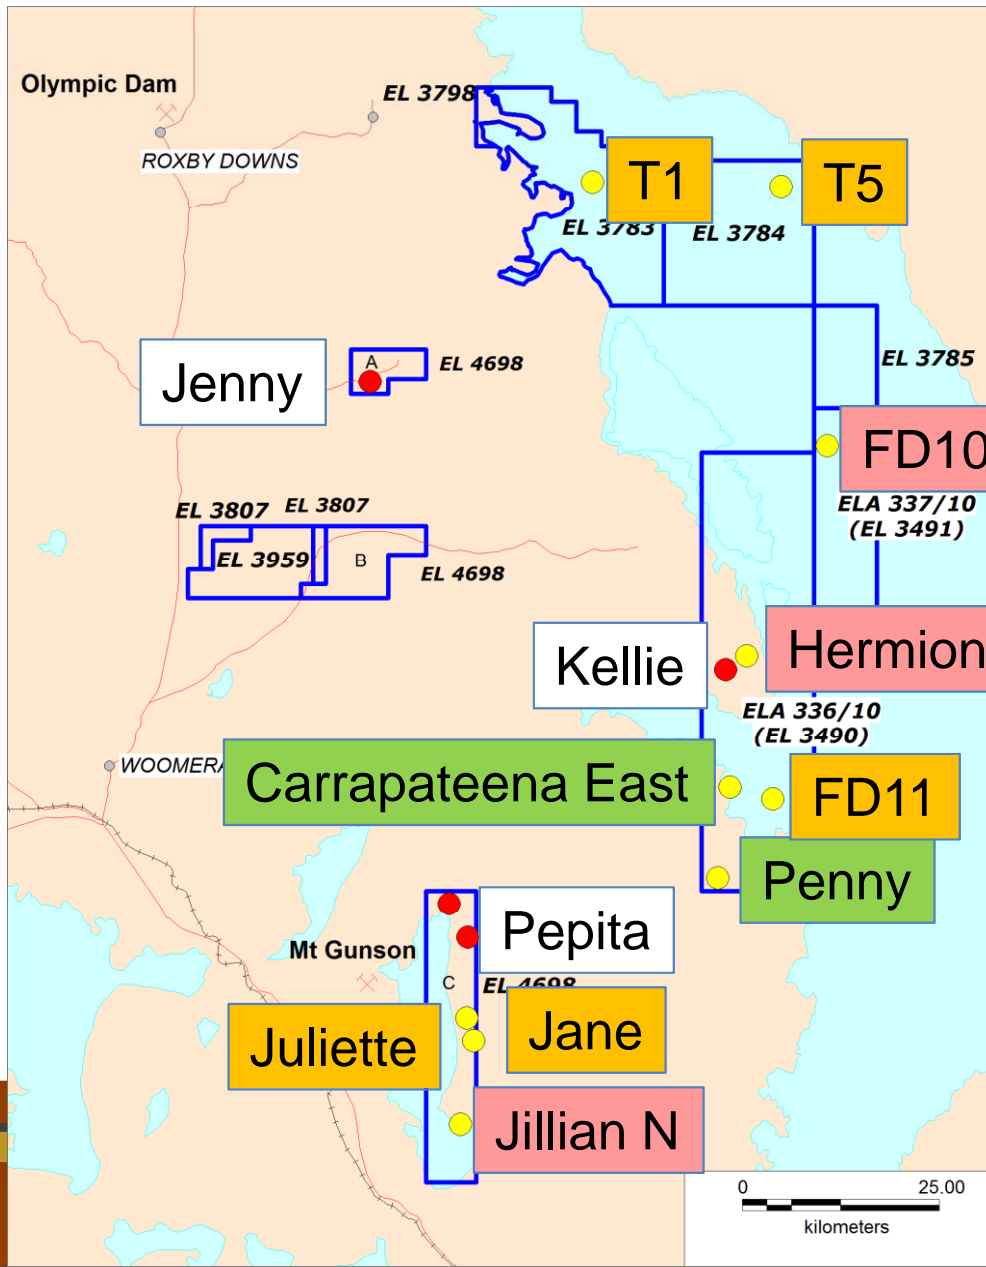 Olympic Dam
EL 3798
ROXBY DOWNS
T1
T5
EL 3783
EL 3784
A
EL 4698
EL 3785
Jenny
FD10
EL 3807
EL 3807
ELA 337/10
(EL 3491)
EL 3959
B
EL 4698
Kellie
Hermion
ELA 336/10
(EL 3490)
WOOMERA
Carrapateena East
FD11
Penny
Pepita
Mt Gunson
C
EL 4698
Juliette
Jane
Jillian N
0
25.00
kilometers